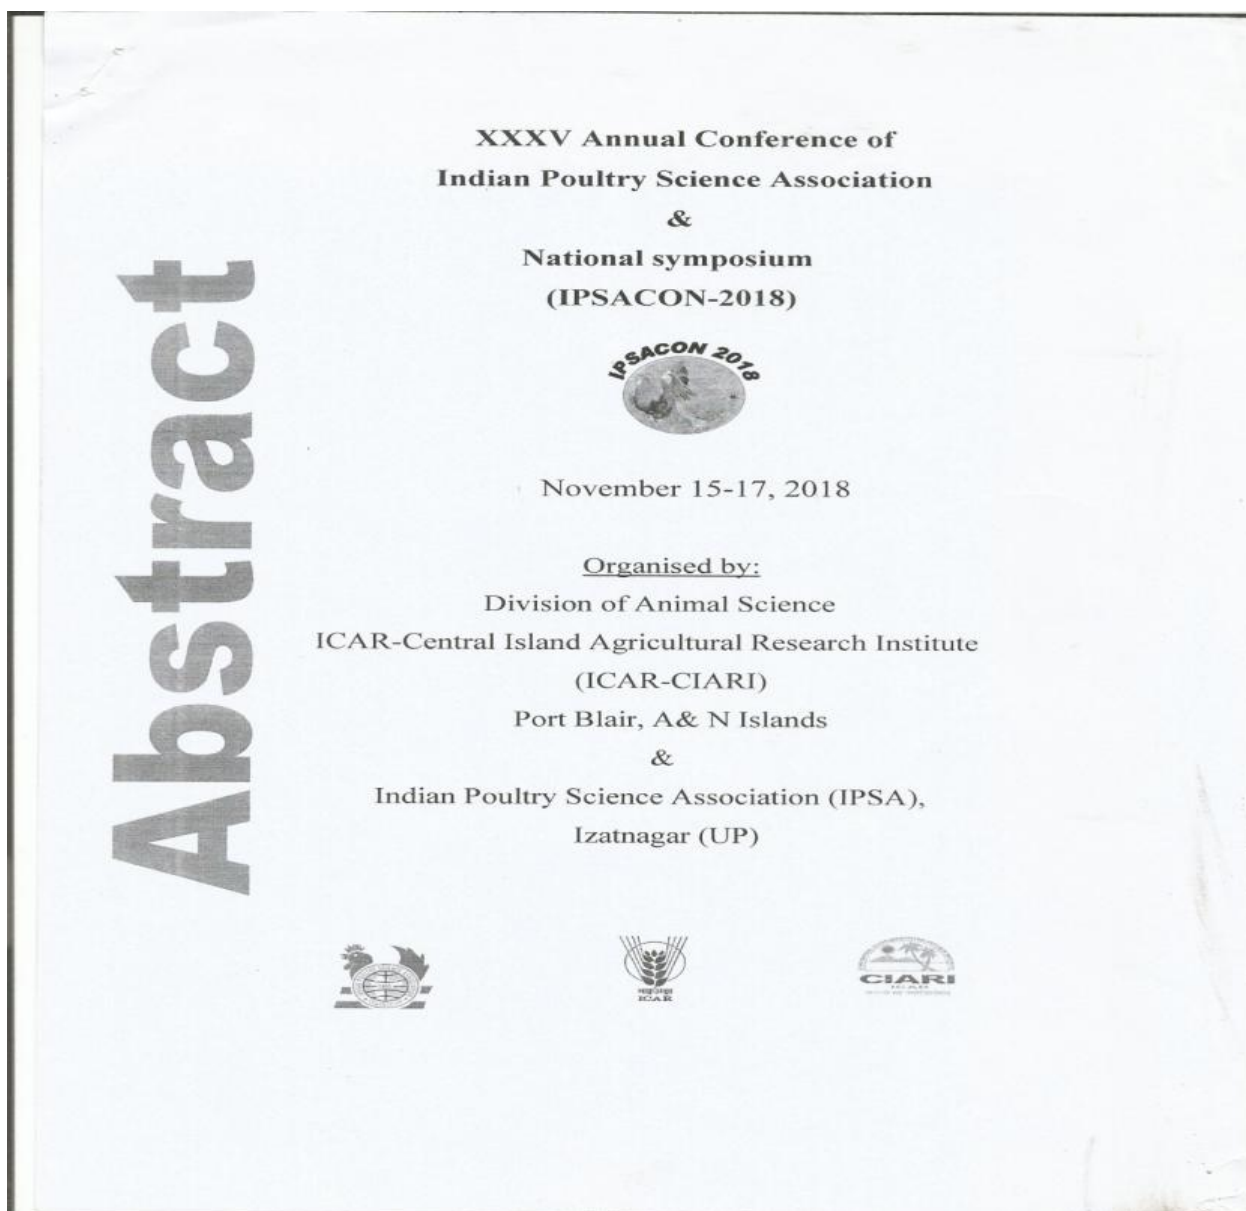 Abstract
XXXV Annual Conference of
Indian Poultry Science Association
&
National symposium
(IPSACON-2018)
IPSACON 2018
November 15-17, 2018
Organised by:
Division of Animal Science
ICAR-Central Island Agricultural Research Institute
(ICAR-CIARI)
Port Blair, A& N Islands
&
Indian Poultry Science Association (IPSA),
Izatnagar (UP)
ICAR
CIARI
ICAR